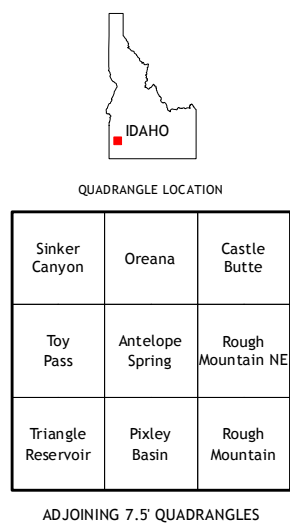 IDAHO
QUADRANGLE LOCATION
Sinker
Canyon
Oreana
Castle
Butte
Toy
Pass
Antelope
Spring
Rough
Mountain NE
Triangle
Reservoir
Pixley
Basin
Rough
Mountain
ADJOINING 7.5' QUADRANGLES